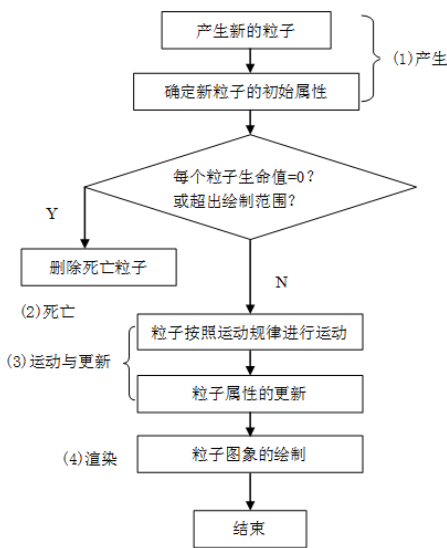 产生新的粒子
(1)产生
确定新粒子的初始属性
每个粒子生命值=0?
或超出绘制范围?
Y
删除死亡粒子
N
(2)死亡
粒子按照运动规律进行运动
(3)运动与更新
粒子属性的更新
粒子图象的绘制
(4)渲染
结束